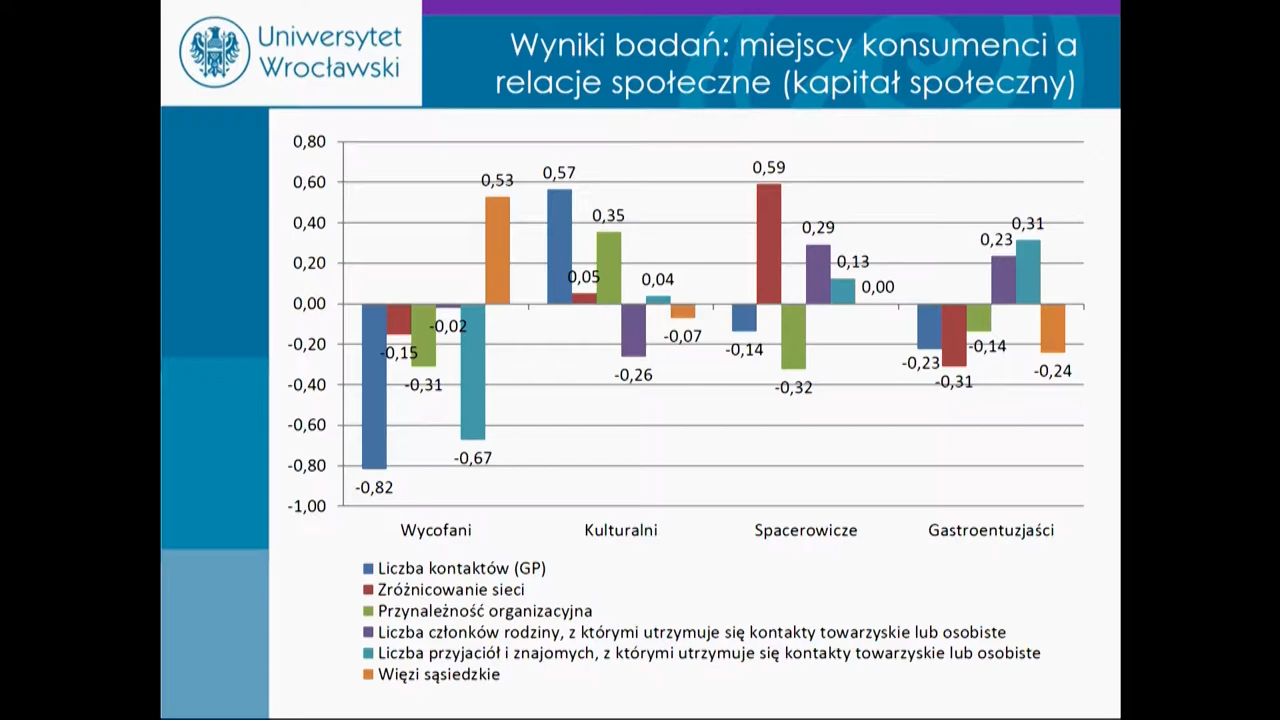 Uniwersytet
Wrocławski
Wyniki badań: miejscy konsumenci a
relacje społeczne (kapitał społeczny)
0,80
0,60
0,40
0,20
0,00
-0,20
-0,40
-0,60
-0,80
-1,00
-0,82
-0,15
-0,31
-0,02
-0,67
0,53
0,57
0,05
0,35
-0,26
0,04
-0,07
-0,14
0,59
-0,32
0,29
0,13
0,00
-0,23
-0,31
-0,14
0,23
0,31
-0,24
Wycofani
Kulturalni
Spacerowicze
Gastroentuzjaści
Liczba kontaktów (GP)
Zróżnicowanie sieci
Przynależność organizacyjna
Liczba członków rodziny, z którymi utrzymuje się kontakty towarzyskie lub osobiste
Liczba przyjaciół i znajomych, z którymi utrzymuje się kontakty towarzyskie lub osobiste
Więzi sąsiedzkie